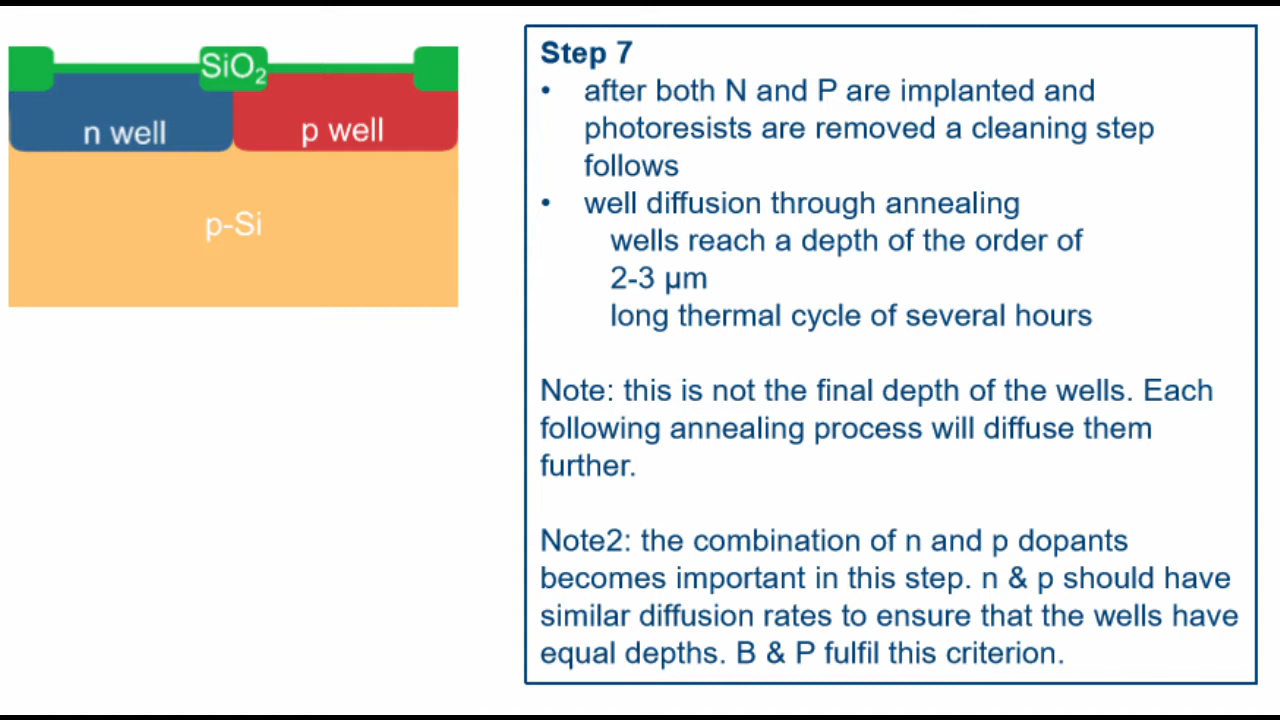 SiO₂
n well
p well
p-Si
Step 7
• after both N and P are implanted and
photoresists are removed a cleaning step
follows
• well diffusion through annealing
wells reach a depth of the order of
2-3 µm
long thermal cycle of several hours
Note: this is not the final depth of the wells. Each
following annealing process will diffuse them
further.
Note2: the combination of n and p dopants
becomes important in this step. n & p should have
similar diffusion rates to ensure that the wells have
equal depths. B & P fulfil this criterion.